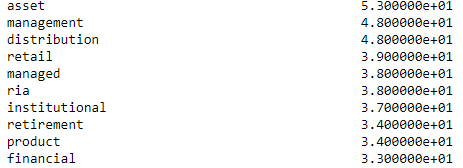 asset 5.300000e+01
management 4.800000e+01
distribution 4.800000e+01
retail 3.900000e+01
managed 3.800000e+01
ria 3.800000e+01
institutional 3.700000e+01
retirement 3.400000e+01
product 3.400000e+01
financial 3.300000e+01